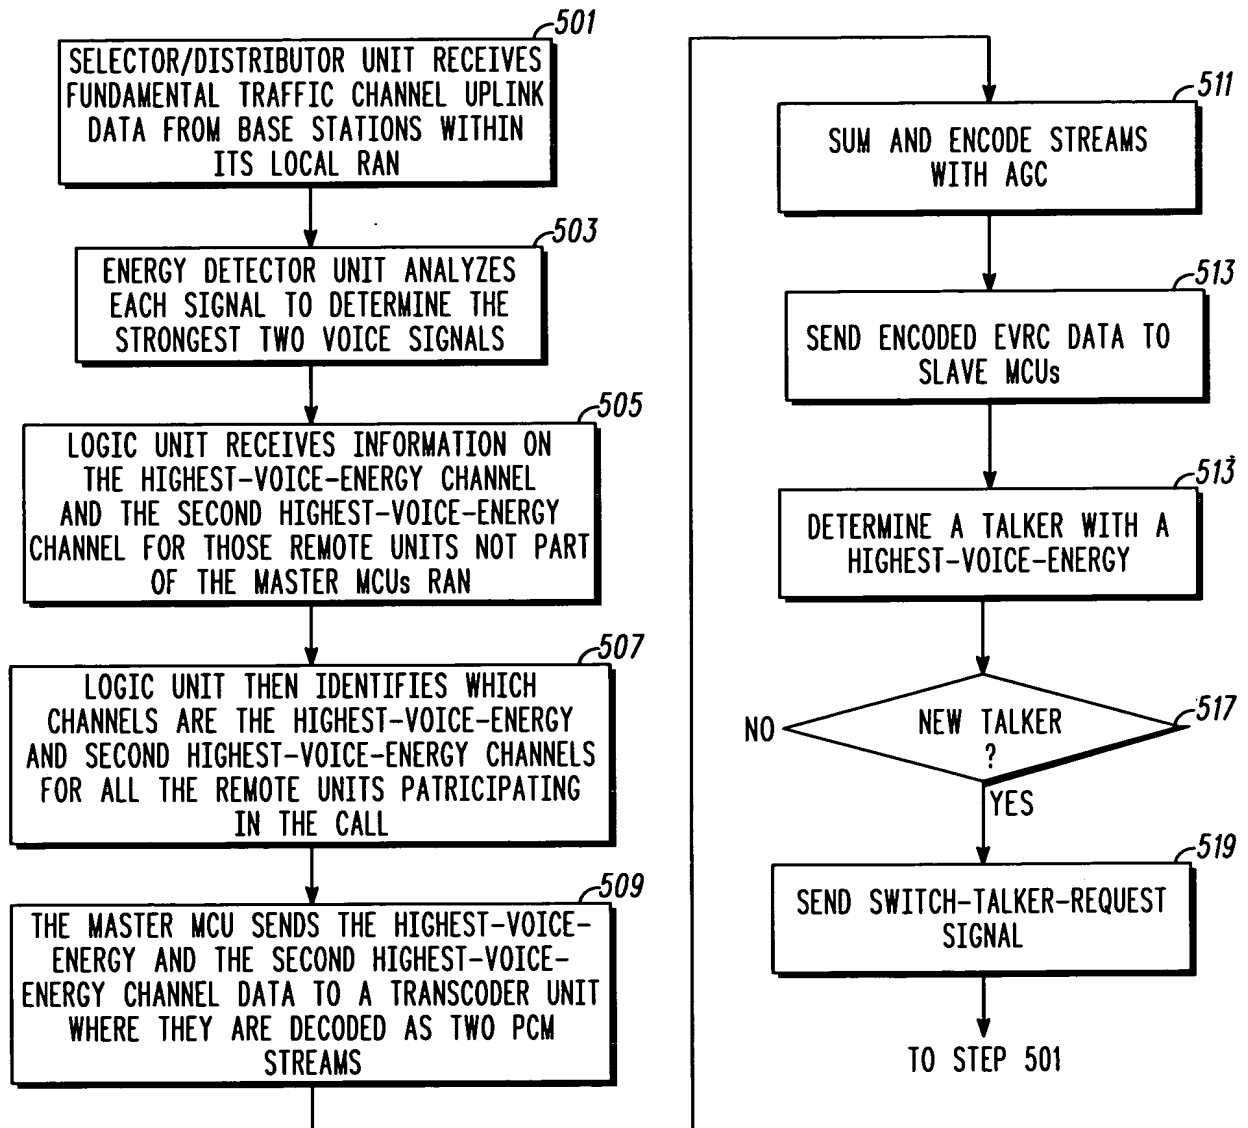 501
SELECTOR/DISTRIBUTOR UNIT RECEIVES
FUNDAMENTAL TRAFFIC CHANNEL UPLINK
DATA FROM BASE STATIONS WITHIN
ITS LOCAL RAN
503
ENERGY DETECTOR UNIT ANALYZES
EACH SIGNAL TO DETERMINE THE
STRONGEST TWO VOICE SIGNALS
505
LOGIC UNIT RECEIVES INFORMATION ON
THE HIGHEST-VOICE-ENERGY CHANNEL
AND THE SECOND HIGHEST-VOICE-ENERGY
CHANNEL FOR THOSE REMOTE UNITS NOT PART
OF THE MASTER MCUs RAN
507
LOGIC UNIT THEN IDENTIFIES WHICH
CHANNELS ARE THE HIGHEST-VOICE-ENERGY
AND SECOND HIGHEST-VOICE-ENERGY CHANNELS
FOR ALL THE REMOTE UNITS PATRICIPATING
IN THE CALL
509
THE MASTER MCU SENDS THE HIGHEST-VOICE-
ENERGY AND THE SECOND HIGHEST-VOICE-
ENERGY CHANNEL DATA TO A TRANSCODER UNIT
WHERE THEY ARE DECODED AS TWO PCM
STREAMS
511
SUM AND ENCODE STREAMS
WITH AGC
513
SEND ENCODED EVRC DATA TO
SLAVE MCUs
513
DETERMINE A TALKER WITH A
HIGHEST-VOICE-ENERGY
517
NO
NEW TALKER
?
YES
519
SEND SWITCH-TALKER-REQUEST
SIGNAL
TO STEP 501